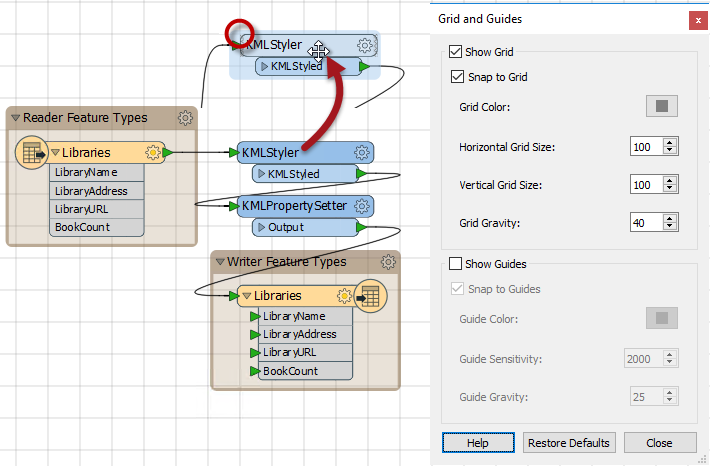 KMLStyler
KMLStyled
Reader Feature Types
Libraries
LibraryName
LibraryAddress
LibraryURL
BookCount
KMLStyler
KMLStyled
KMLPropertySetter
Output
Writer Feature Types
Libraries
LibraryName
LibraryAddress
LibraryURL
BookCount
Grid and Guides
x
Show Grid
Snap to Grid
Grid Color:
Horizontal Grid Size: 100
Vertical Grid Size: 100
Grid Gravity: 40
Show Guides
Snap to Guides
Guide Color:
Guide Sensitivity: 2000
Guide Gravity: 25
Help Restore Defaults Close